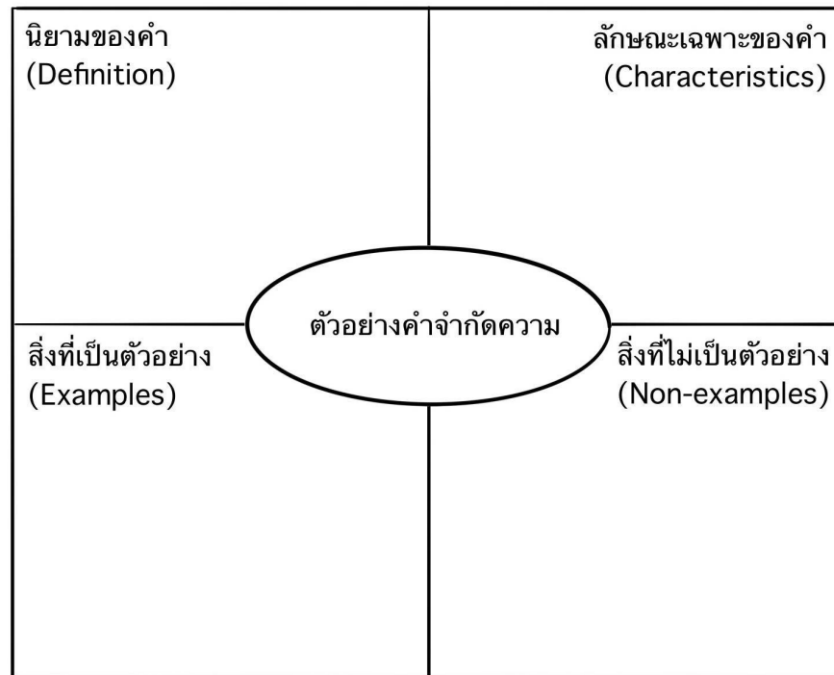 นิยามของคำ
(Definition)
ลักษณะเฉพาะของคำ
(Characteristics)
ตัวอย่างคำจำกัดความ
สิ่งที่เป็นตัวอย่าง
(Examples)
สิ่งที่ไม่เป็นตัวอย่าง
(Non-examples)